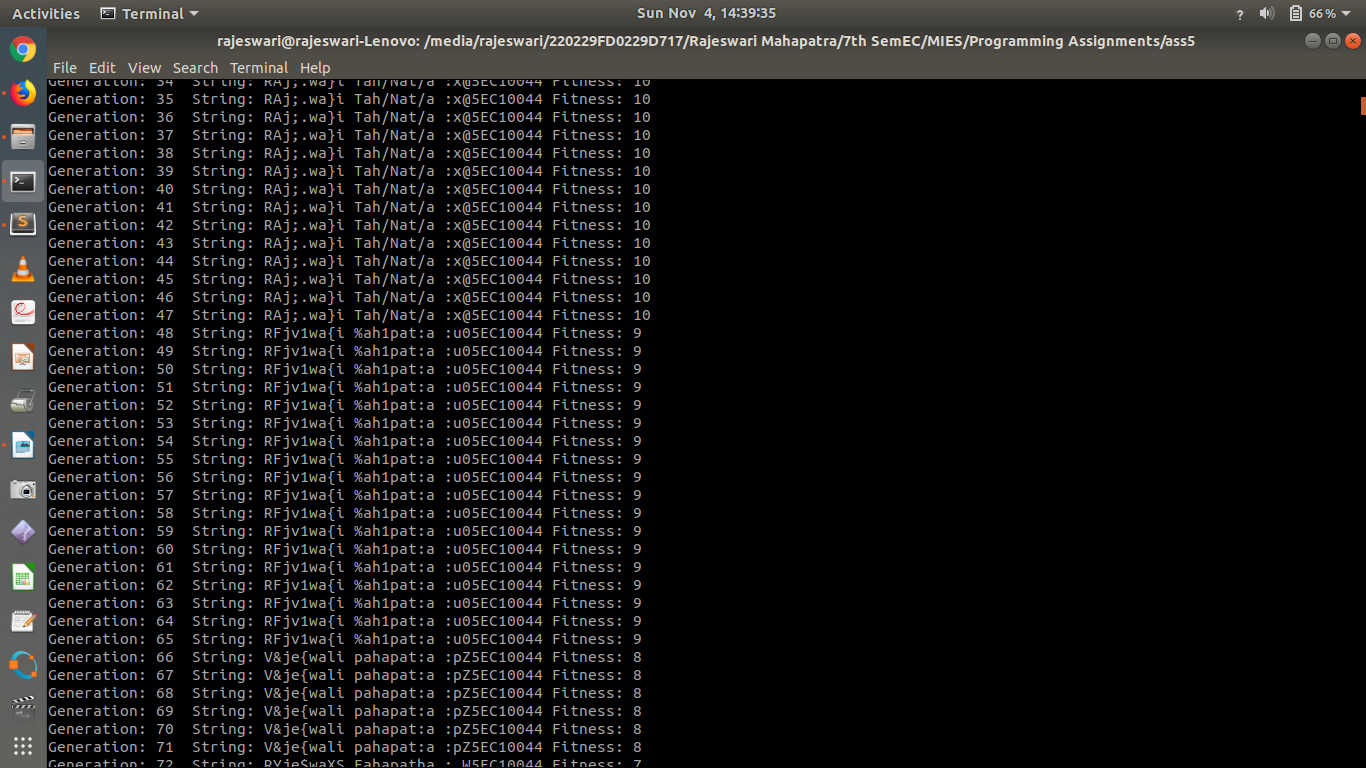 Activities Terminal Sun Nov 4, 14:39:35 ? 66%
rajeswari@rajeswari-Lenovo: /media/rajeswari/220229FD0229D717/Rajeswari Mahapatra/7th SemEC/MIES/Programming Assignments/ass5
File Edit View Search Terminal Help
Generation: 34  String: RAj;.wa}i Tah/Nat/a :x@5EC10044 Fitness: 10
Generation: 35  String: RAj;.wa}i Tah/Nat/a :x@5EC10044 Fitness: 10
Generation: 36  String: RAj;.wa}i Tah/Nat/a :x@5EC10044 Fitness: 10
Generation: 37  String: RAj;.wa}i Tah/Nat/a :x@5EC10044 Fitness: 10
Generation: 38  String: RAj;.wa}i Tah/Nat/a :x@5EC10044 Fitness: 10
Generation: 39  String: RAj;.wa}i Tah/Nat/a :x@5EC10044 Fitness: 10
Generation: 40  String: RAj;.wa}i Tah/Nat/a :x@5EC10044 Fitness: 10
Generation: 41  String: RAj;.wa}i Tah/Nat/a :x@5EC10044 Fitness: 10
Generation: 42  String: RAj;.wa}i Tah/Nat/a :x@5EC10044 Fitness: 10
Generation: 43  String: RAj;.wa}i Tah/Nat/a :x@5EC10044 Fitness: 10
Generation: 44  String: RAj;.wa}i Tah/Nat/a :x@5EC10044 Fitness: 10
Generation: 45  String: RAj;.wa}i Tah/Nat/a :x@5EC10044 Fitness: 10
Generation: 46  String: RAj;.wa}i Tah/Nat/a :x@5EC10044 Fitness: 10
Generation: 47  String: RAj;.wa}i Tah/Nat/a :x@5EC10044 Fitness: 10
Generation: 48  String: RFjv1wa{i %ah1pat:a :u05EC10044 Fitness: 9
Generation: 49  String: RFjv1wa{i %ah1pat:a :u05EC10044 Fitness: 9
Generation: 50  String: RFjv1wa{i %ah1pat:a :u05EC10044 Fitness: 9
Generation: 51  String: RFjv1wa{i %ah1pat:a :u05EC10044 Fitness: 9
Generation: 52  String: RFjv1wa{i %ah1pat:a :u05EC10044 Fitness: 9
Generation: 53  String: RFjv1wa{i %ah1pat:a :u05EC10044 Fitness: 9
Generation: 54  String: RFjv1wa{i %ah1pat:a :u05EC10044 Fitness: 9
Generation: 55  String: RFjv1wa{i %ah1pat:a :u05EC10044 Fitness: 9
Generation: 56  String: RFjv1wa{i %ah1pat:a :u05EC10044 Fitness: 9
Generation: 57  String: RFjv1wa{i %ah1pat:a :u05EC10044 Fitness: 9
Generation: 58  String: RFjv1wa{i %ah1pat:a :u05EC10044 Fitness: 9
Generation: 59  String: RFjv1wa{i %ah1pat:a :u05EC10044 Fitness: 9
Generation: 60  String: RFjv1wa{i %ah1pat:a :u05EC10044 Fitness: 9
Generation: 61  String: RFjv1wa{i %ah1pat:a :u05EC10044 Fitness: 9
Generation: 62  String: RFjv1wa{i %ah1pat:a :u05EC10044 Fitness: 9
Generation: 63  String: RFjv1wa{i %ah1pat:a :u05EC10044 Fitness: 9
Generation: 64  String: RFjv1wa{i %ah1pat:a :u05EC10044 Fitness: 9
Generation: 65  String: RFjv1wa{i %ah1pat:a :u05EC10044 Fitness: 9
Generation: 66  String: V&je{wali pahapat:a :pZ5EC10044 Fitness: 8
Generation: 67  String: V&je{wali pahapat:a :pZ5EC10044 Fitness: 8
Generation: 68  String: V&je{wali pahapat:a :pZ5EC10044 Fitness: 8
Generation: 69  String: V&je{wali pahapat:a :pZ5EC10044 Fitness: 8
Generation: 70  String: V&je{wali pahapat:a :pZ5EC10044 Fitness: 8
Generation: 71  String: V&je{wali pahapat:a :pZ5EC10044 Fitness: 8
Generation: 72  String: Fitness: 7